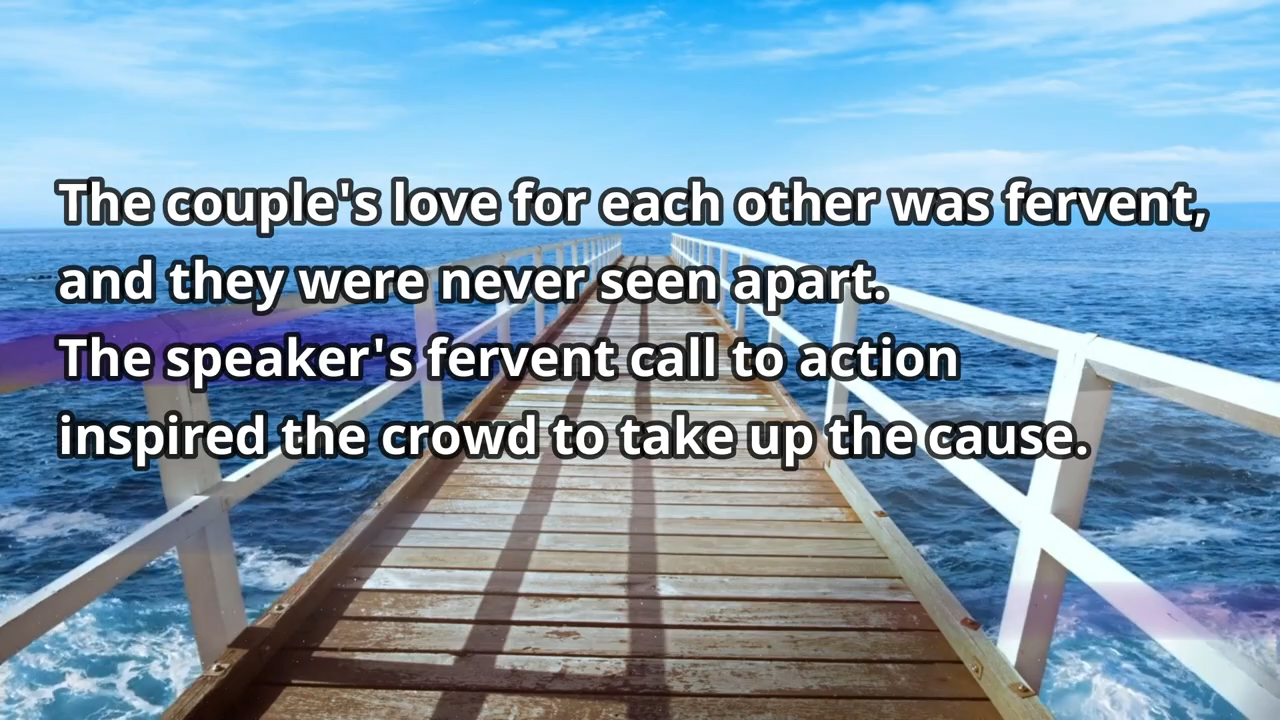 The couple's love for each other was fervent,
and they were never seen apart.
The speaker's fervent call to action
inspired the crowd to take up the cause.